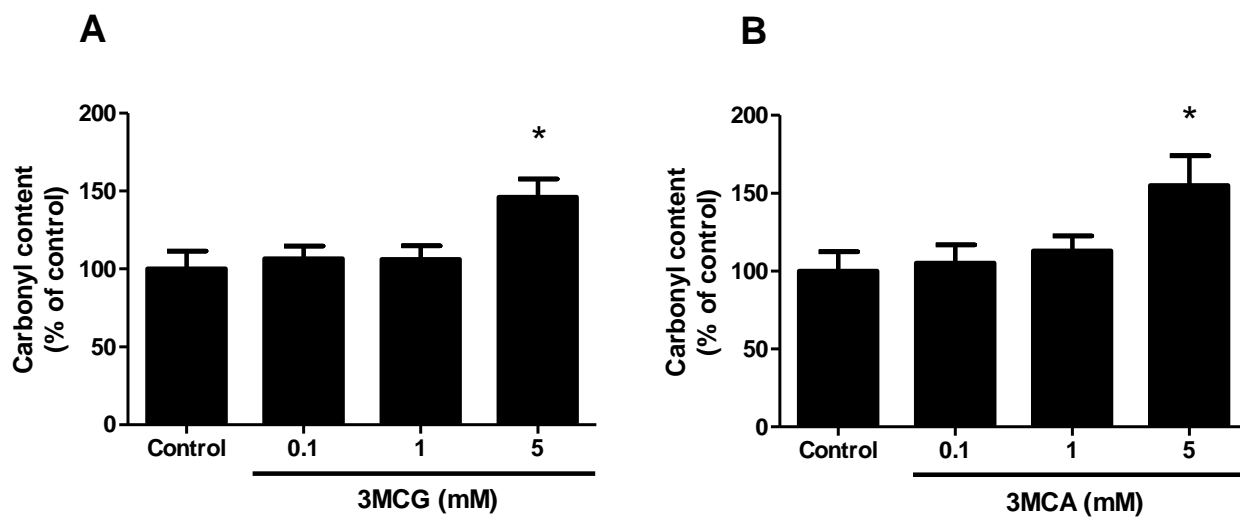 A
200
150
100
50
0
Carbonyl content
(% of control)
*
Control 0.1 1 5
3MCG (mM)
B
200
150
100
50
0
Carbonyl content
(% of control)
*
Control 0.1 1 5
3MCA (mM)